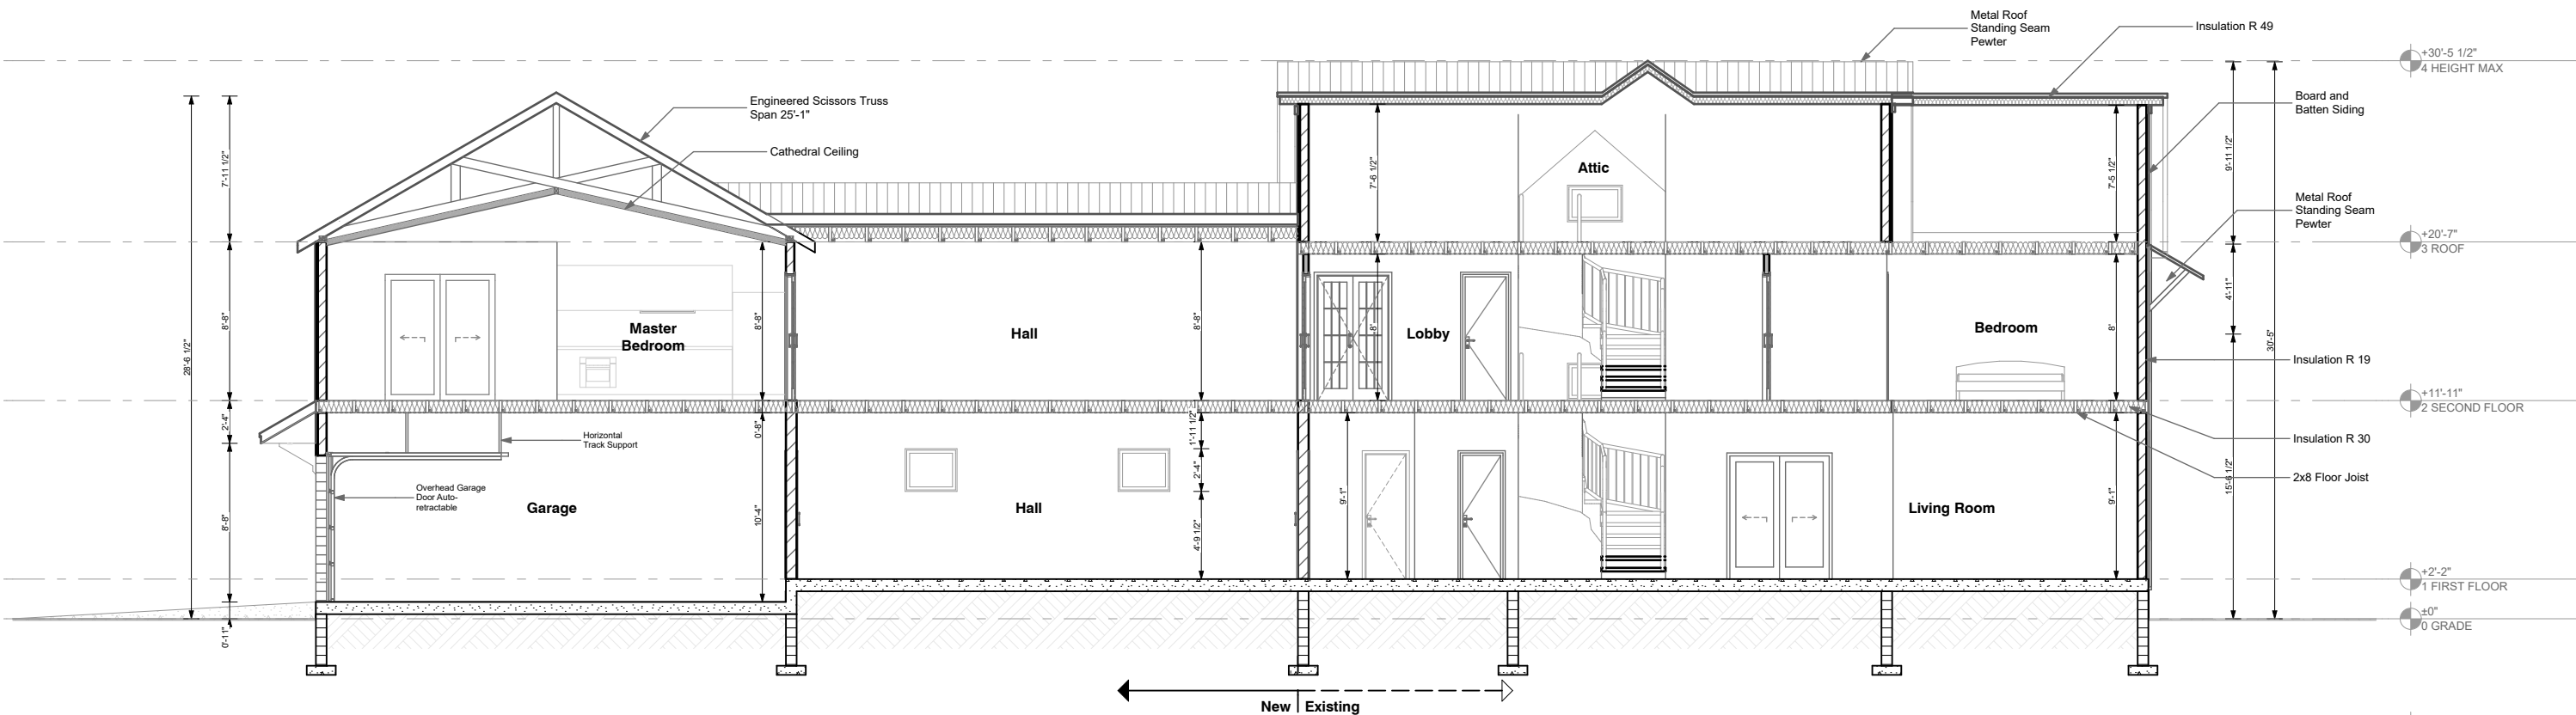 Metal Roof
Standing Seam
Pewter
Insulation R 49
+30'-5 1/2"
4 HEIGHT MAX
Engineered Scissors Truss
Span 25'-1"
Cathedral Ceiling
Board and
Batten Siding
Attic
7'-11 1/2"
7'-6 1/2"
7'-5 1/2"
9'-11 1/2"
Metal Roof
Standing Seam
Pewter
+20'-7"
3 ROOF
28'-6 1/2"
8'-8"
Master
Bedroom
8'-8"
Hall
8'-8"
8'
Lobby
Bedroom
8'
4'-11"
30'-5"
Insulation R 19
+11'-11"
2 SECOND FLOOR
2'-4"
Horizontal
Track Support
0'-8"
1'-11 1/2"
Insulation R 30
2x8 Floor Joist
Overhead Garage
Door Auto-
retractable
8'-8"
Garage
10'-4"
Hall
2'-4"
4'-9 1/2"
9'-1"
Living Room
9'-1"
15'-6 1/2"
+2'-2"
1 FIRST FLOOR
0'-11"
±0"
0 GRADE
New
Existing